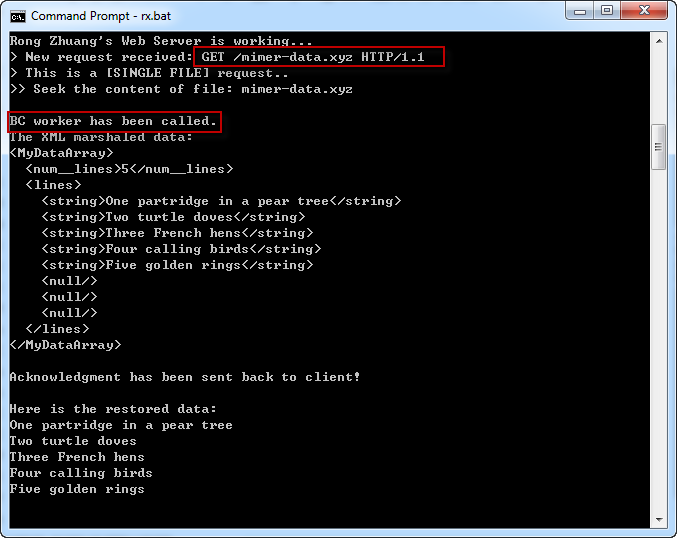 Command Prompt - rx.bat
Rong Zhuang's Web Server is working...
> New request received: GET /mimer-data.xyz HTTP/1.1
> This is a [SINGLE FILE] request..
>> Seek the content of file: mimer-data.xyz
BC worker has been called.
The XML marshaled data:
<MyDataArray>
  <num__lines>5</num__lines>
  <lines>
    <string>One partridge in a pear tree</string>
    <string>Two turtle doves</string>
    <string>Three French hens</string>
    <string>Four calling birds</string>
    <string>Five golden rings</string>
    <null/>
    <null/>
    <null/>
  </lines>
</MyDataArray>
Acknowledgment has been sent back to client!
Here is the restored data:
One partridge in a pear tree
Two turtle doves
Three French hens
Four calling birds
Five golden rings